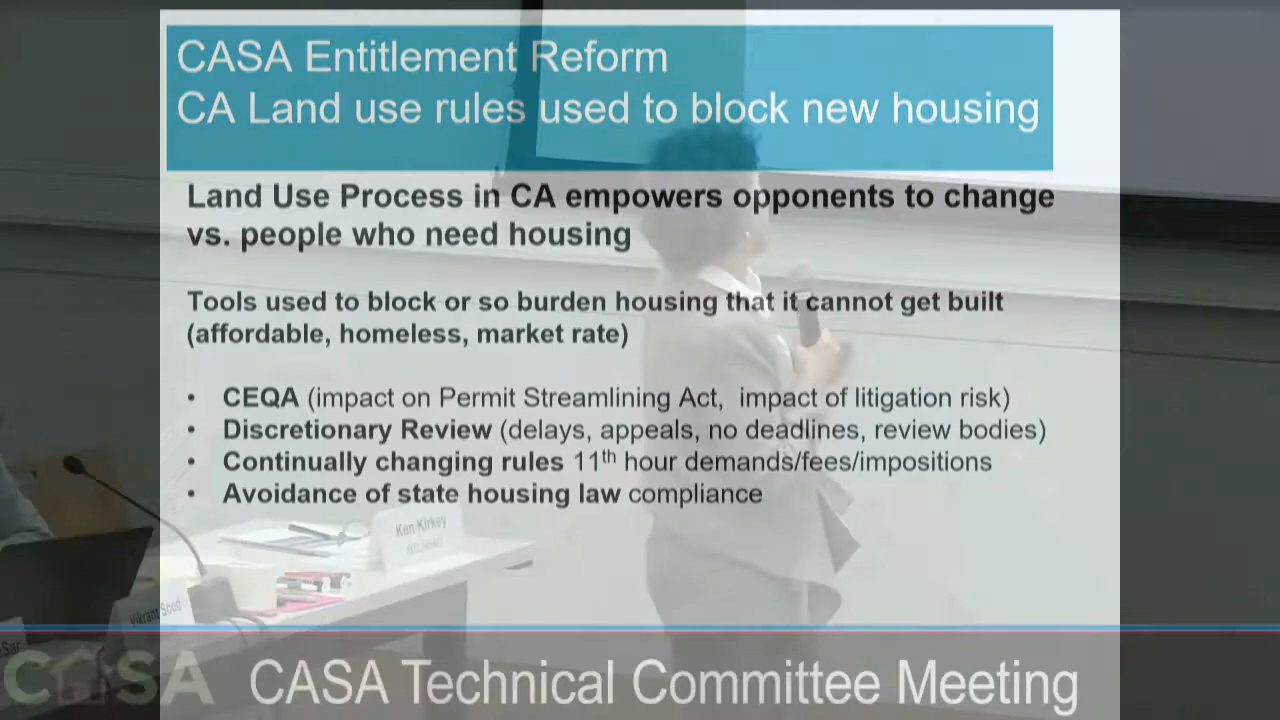 CASA Entitlement Reform
CA Land use rules used to block new housing
Land Use Process in CA empowers opponents to change
vs. people who need housing
Tools used to block or so burden housing that it cannot get built
(affordable, homeless, market rate)
• CEQA (impact on Permit Streamlining Act, impact of litigation risk)
• Discretionary Review (delays, appeals, no deadlines, review bodies)
• Continually changing rules 11th hour demands/fees/impositions
• Avoidance of state housing law compliance
Ken Kirkey
Vikrant Sood
CASA
CASA Technical Committee Meeting